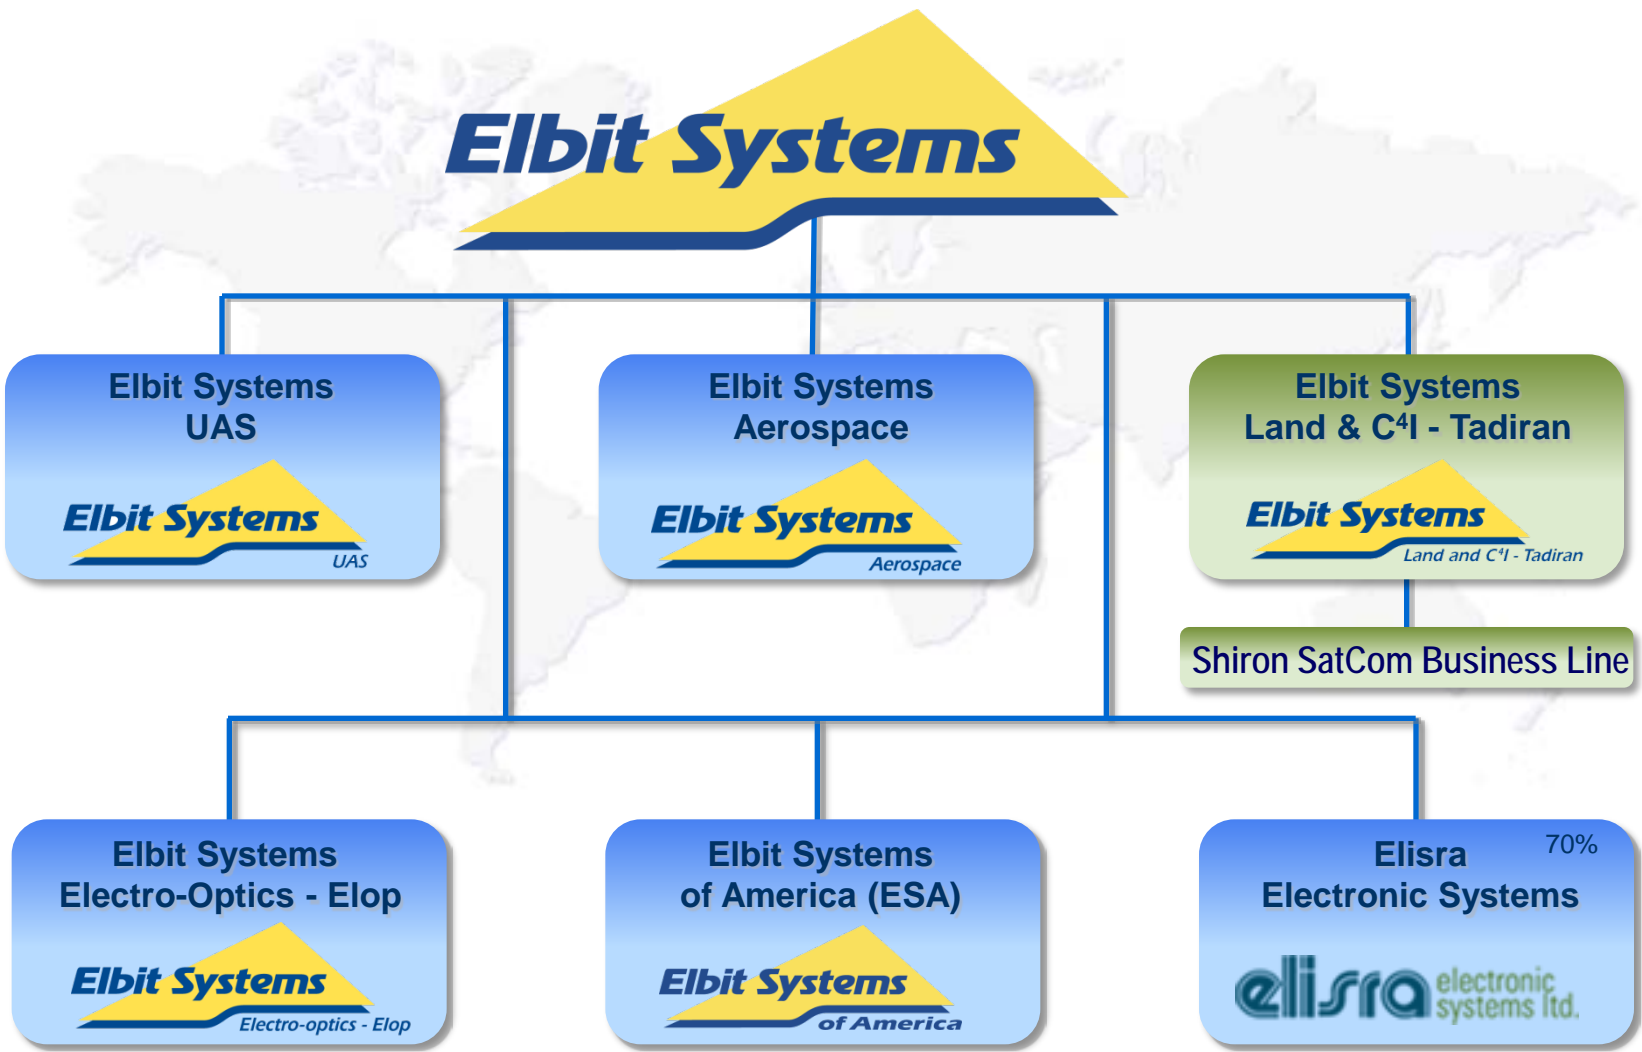 Elbit Systems
Elbit Systems
UAS
Elbit Systems
UAS
Elbit Systems
Aerospace
Elbit Systems
Aerospace
Elbit Systems
Land & C⁴I - Tadiran
Elbit Systems
Land and C⁴I - Tadiran
Shiron SatCom Business Line
Elbit Systems
Electro-Optics - Elop
Elbit Systems
Electro-optics - Elop
Elbit Systems
of America (ESA)
Elbit Systems
of America
Elisra 70%
Electronic Systems
elisra electronic
systems ltd.